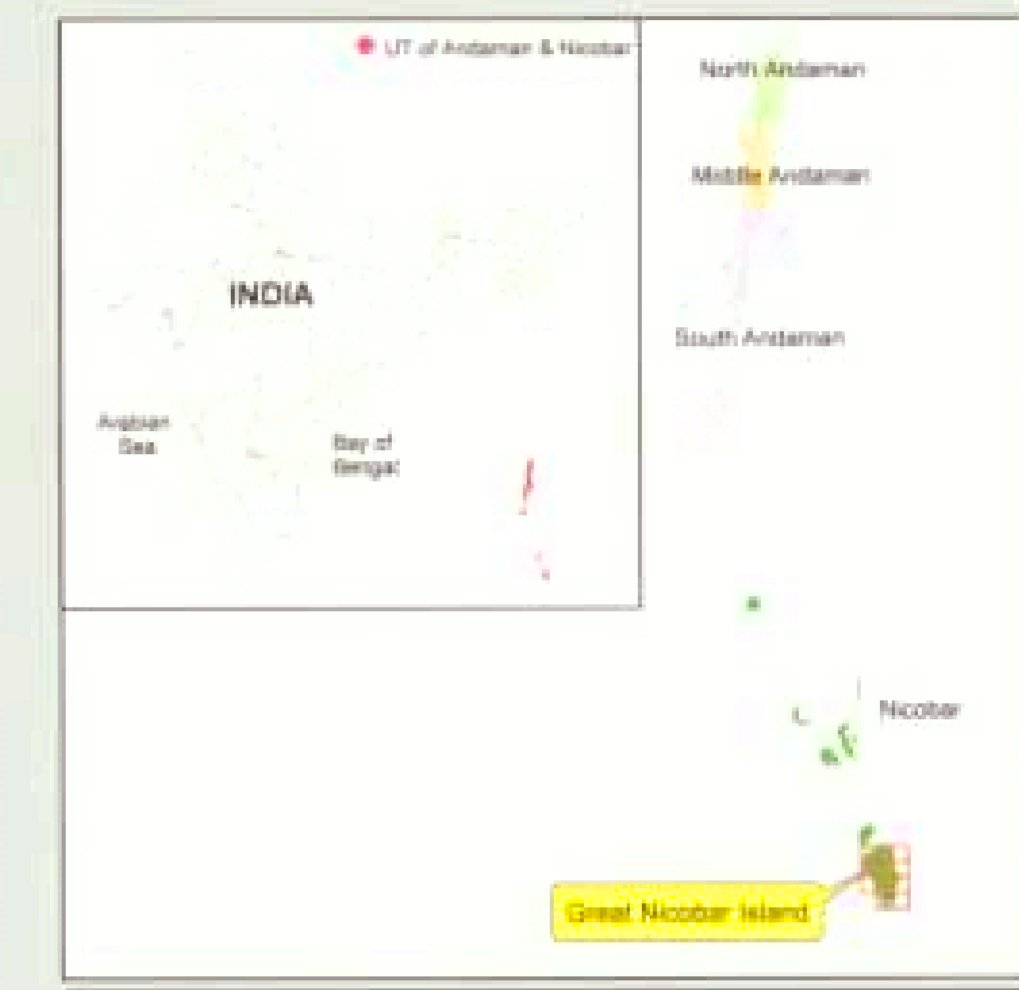 UT of Andaman & Nicobar
INDIA
Arabian
Sea
Bay of
Bengal
North Andaman
Middle Andaman
South Andaman
Nicobar
Great Nicobar Island